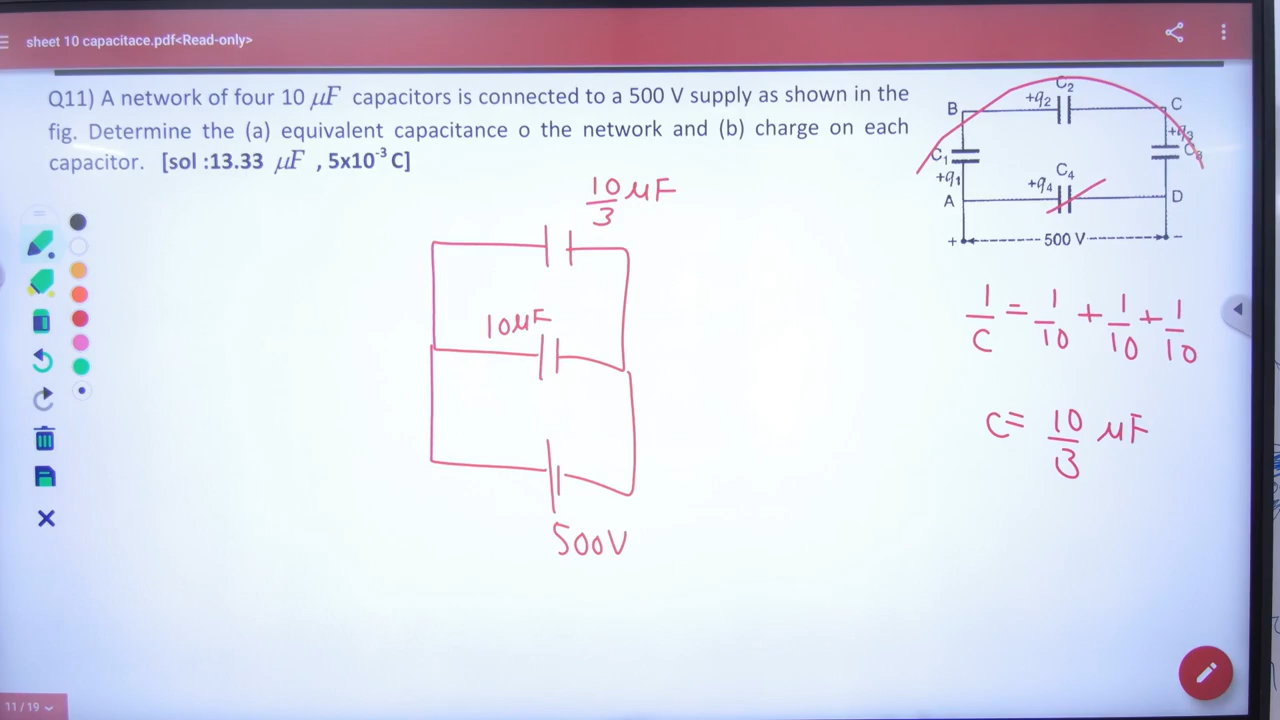 sheet 10 capacitace.pdf<Read-only>
Q11) A network of four 10 μF capacitors is connected to a 500 V supply as shown in the
fig. Determine the (a) equivalent capacitance o the network and (b) charge on each
capacitor. [sol :13.33 μF , 5x10⁻³ C]
C₂
B +q₂ C
+q₃
C₁ C₃
+q₁ C₄
+q₄
A D
+ 500 V -
10/3 μF
10μF
500V
1/C = 1/10 + 1/10 + 1/10
C = 10/3 μF
11 / 19